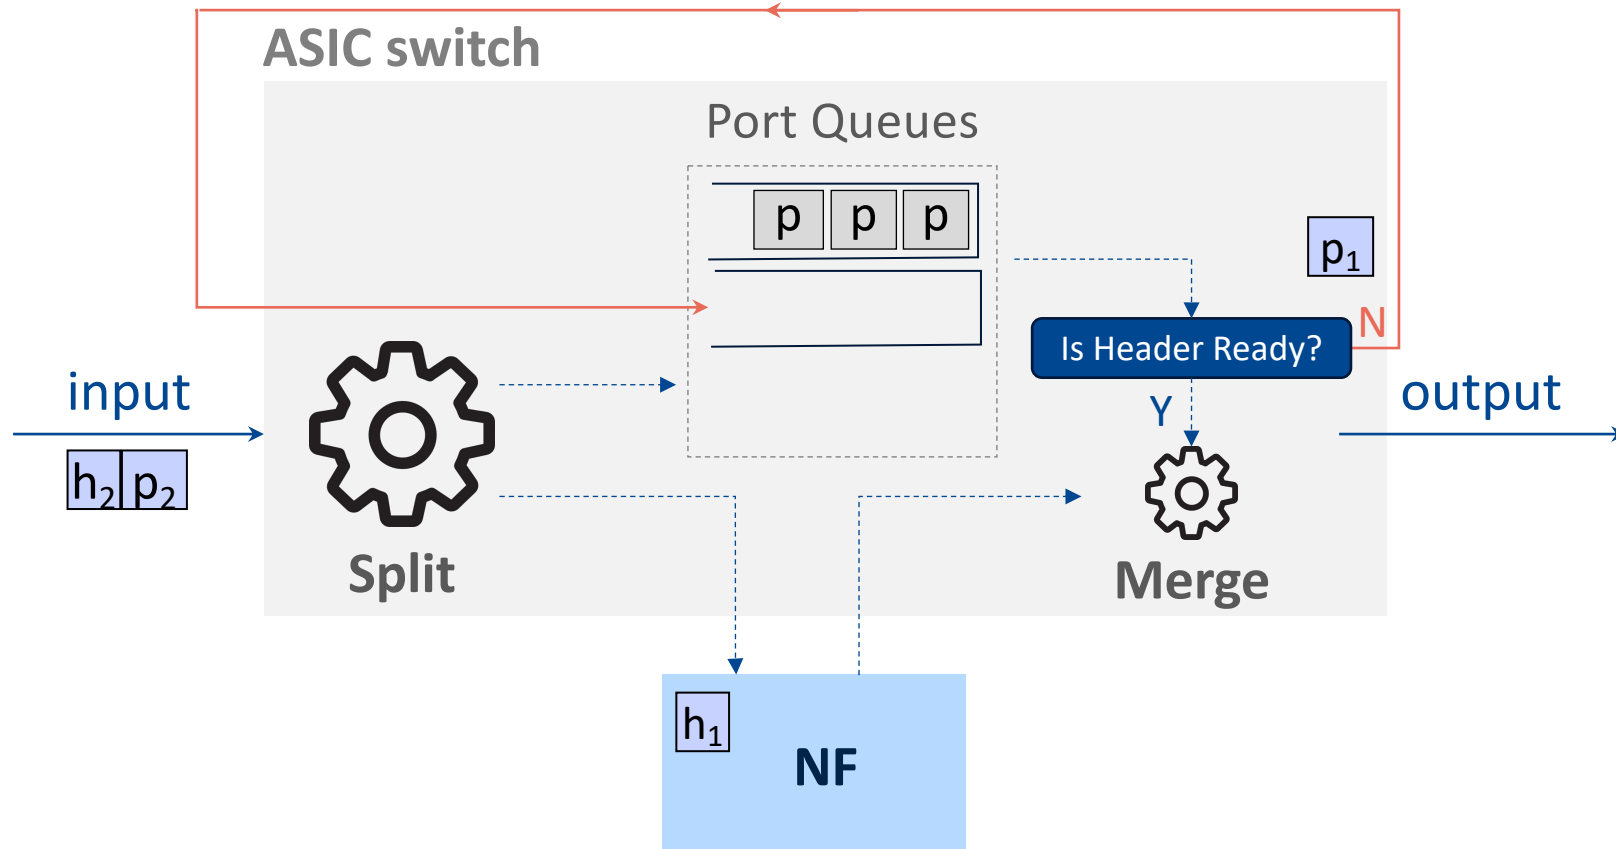 ASIC switch
Port Queues
p p p
p₁
Is Header Ready?
N
Y
input
output
h₂ p₂
Split
Merge
h₁
NF